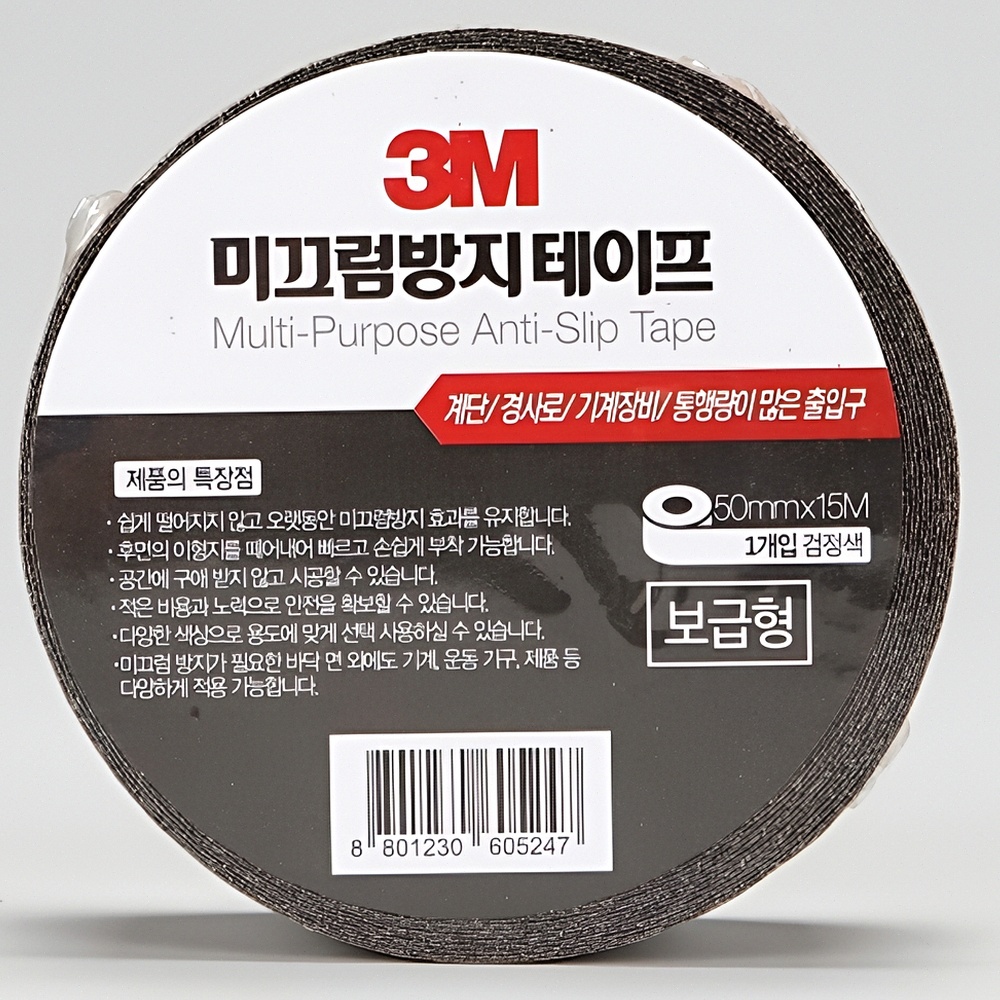 3M
미끄럼방지 테이프
Multi-Purpose Anti-Slip Tape
계단/ 경사로/ 기계장비/ 통행량이 많은 출입구
제품의 특장점
· 쉽게 떨어지지 않고 오랫동안 미끄럼방지 효과를 유지합니다.
· 후면의 이형지를 떼어내어 빠르고 손쉽게 부착 가능합니다.
· 공간에 구애 받지 않고 시공할 수 있습니다.
· 적은 비용과 노력으로 안전을 확보할 수 있습니다.
· 다양한 색상으로 용도에 맞게 선택 사용하실 수 있습니다.
· 미끄럼 방지가 필요한 바닥 면 외에도 기계, 운동 기구, 제품 등
다양하게 적용 가능합니다.
50mmx15M
1개입 검정색
보급형
8 801230 605247